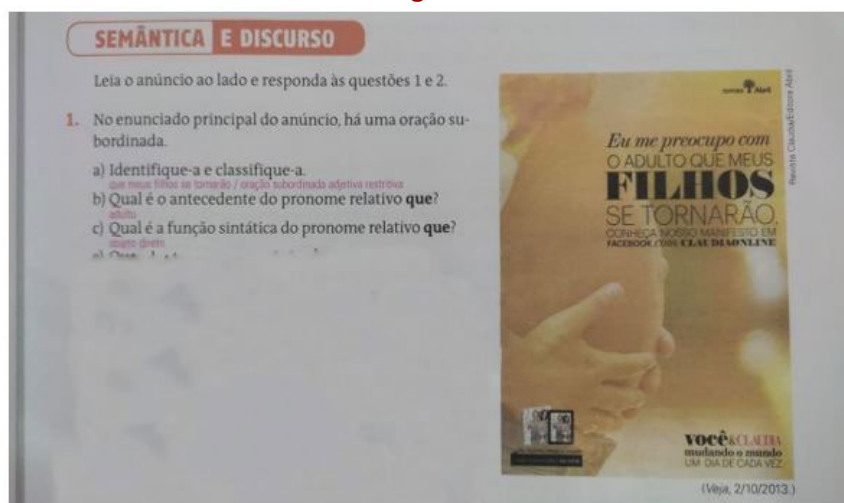 SEMÂNTICA E DISCURSO
Leia o anúncio ao lado e responda às questões 1 e 2.
1. No enunciado principal do anúncio, há uma oração su-
bordinada.
a) Identifique-a e classifique-a.
que meus filhos se tornarão / oração subordinada adjetiva restritiva
b) Qual é o antecedente do pronome relativo que?
adulto
c) Qual é a função sintática do pronome relativo que?
objeto direto
Abril
Eu me preocupo com
O ADULTO QUE MEUS
FILHOS
SE TORNARÃO.
CONHEÇA NOSSO MANIFESTO EM
FACEBOOK.COM/CLAUDIAONLINE
Revista Claudia/Editora Abril
VOCÊ&CLAUDIA
mudando o mundo
UM DIA DE CADA VEZ
(Veja, 2/10/2013.)